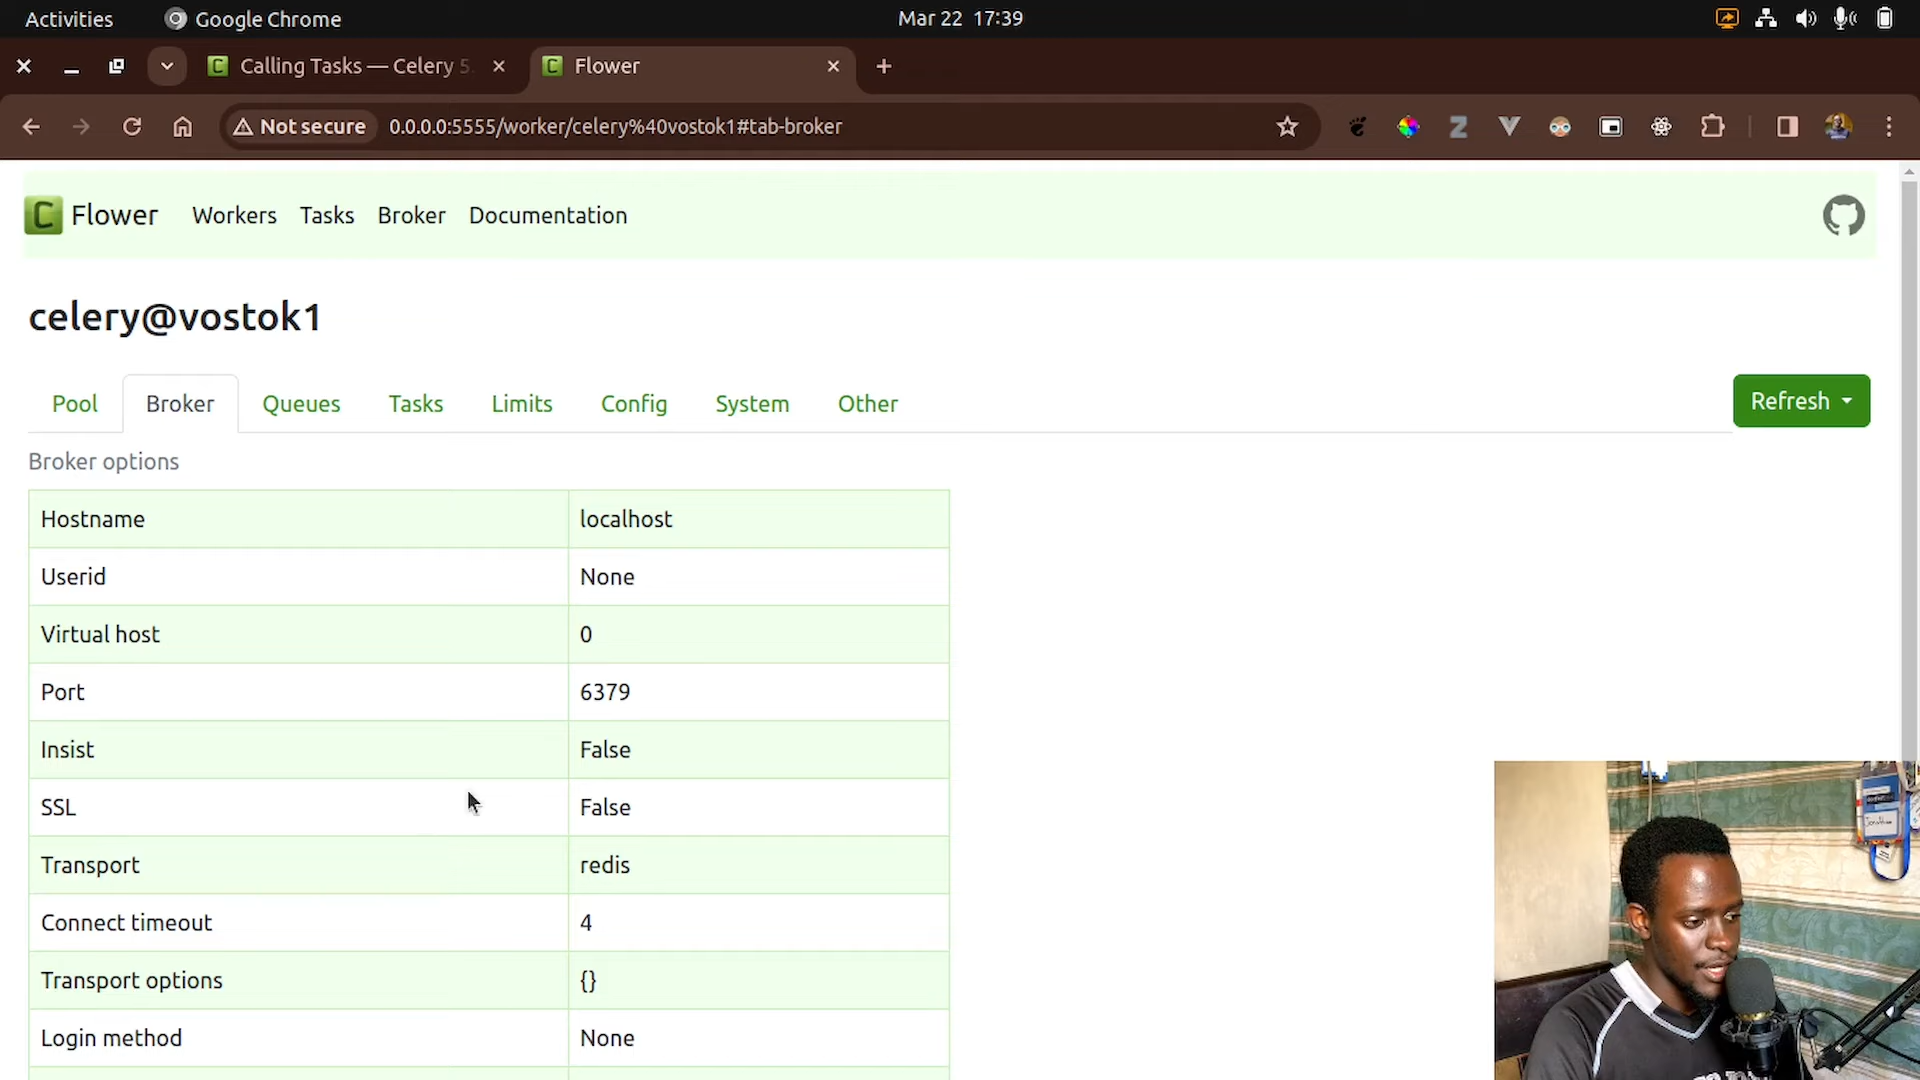 Activities Google Chrome Mar 22 17:39
Calling Tasks — Celery 5. Flower
Not secure 0.0.0.0:5555/worker/celery%40vostok1#tab-broker
Flower Workers Tasks Broker Documentation
celery@vostok1
Pool Broker Queues Tasks Limits Config System Other Refresh
Broker options
Hostname localhost
Userid None
Virtual host 0
Port 6379
Insist False
SSL False
Transport redis
Connect timeout 4
Transport options {}
Login method None